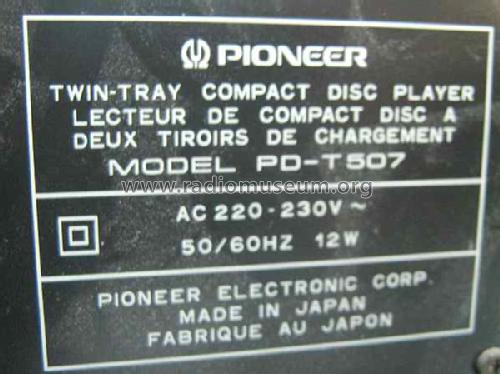 PIONEER
TWIN-TRAY COMPACT DISC PLAYER
LECTEUR DE COMPACT DISC A
DEUX TIROIRS DE CHARGEMENT
MODEL PD-T507
www.radiomuseum.org
AC 220-230V ~
50/60HZ 12W
PIONEER ELECTRONIC CORP.
MADE IN JAPAN
FABRIQUE AU JAPON